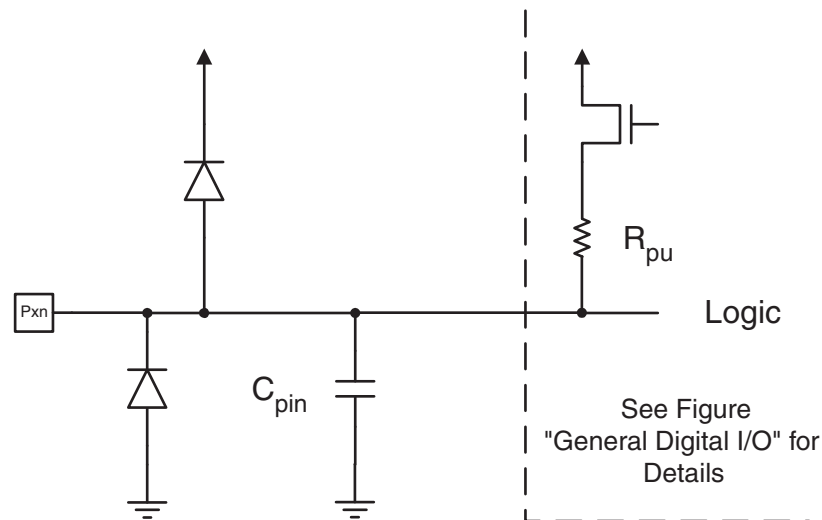 Pxn
R_pu
Logic
C_pin
See Figure
"General Digital I/O" for
Details